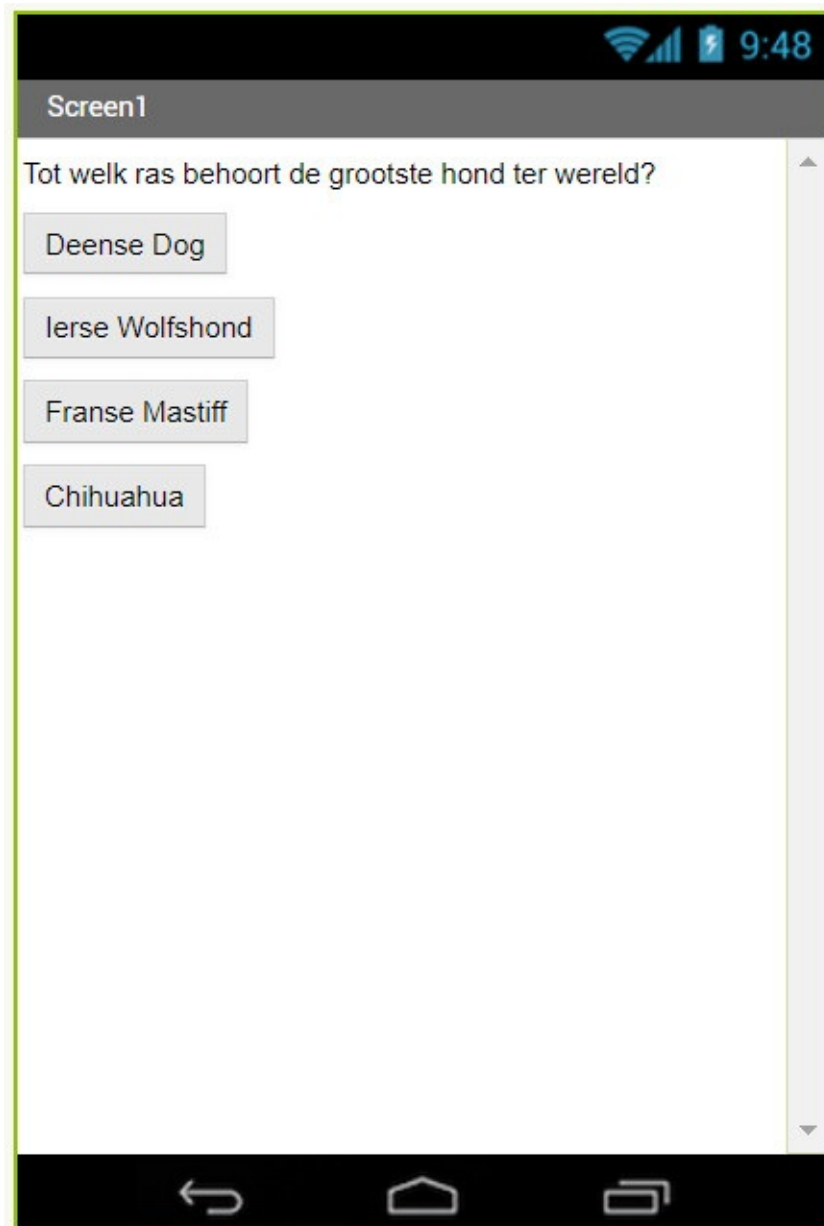 9:48
Screen1
Tot welk ras behoort de grootste hond ter wereld?
Deense Dog
Ierse Wolfshond
Franse Mastiff
Chihuahua